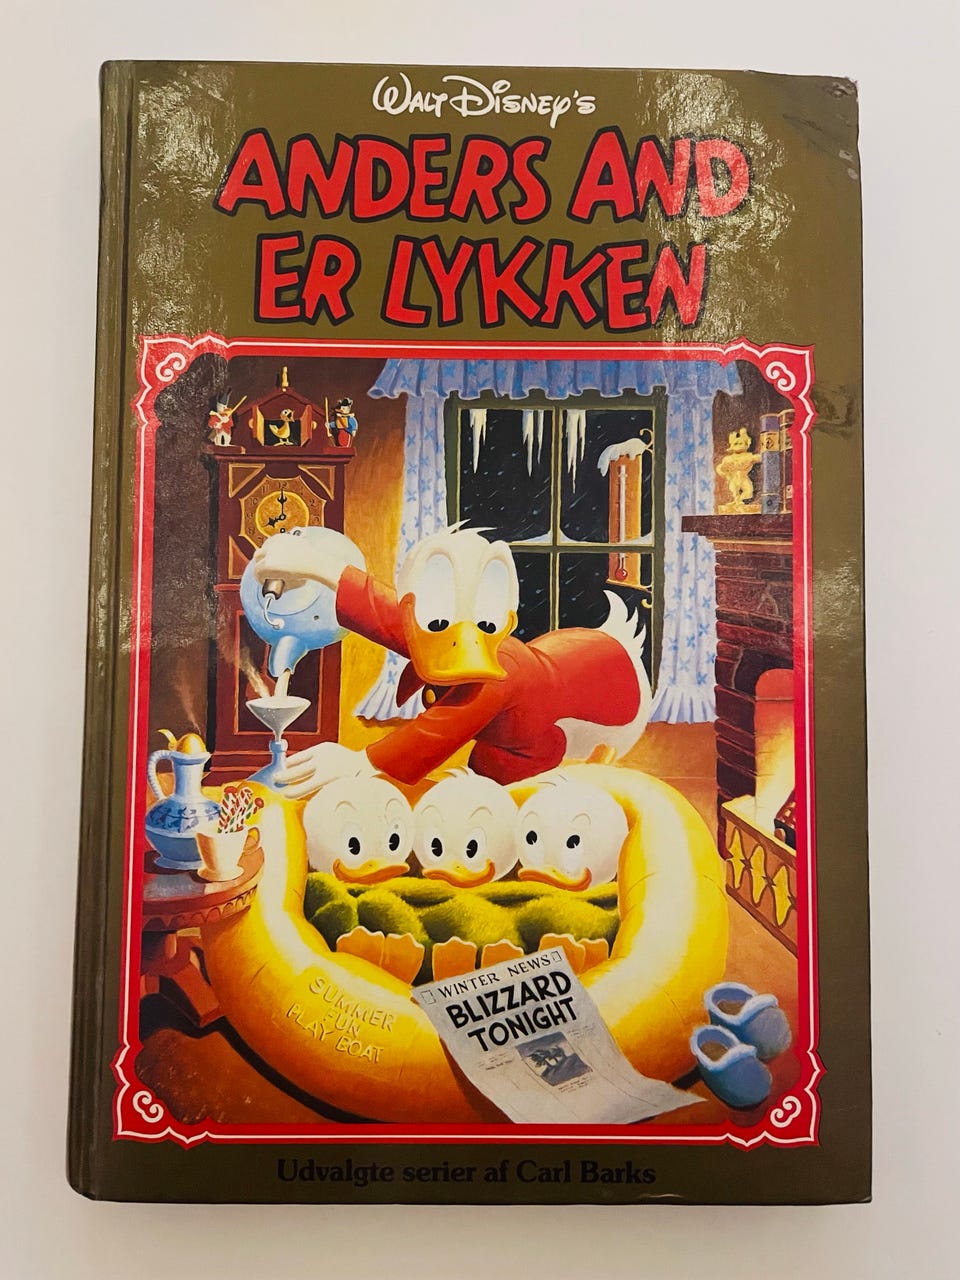 WALT DISNEY'S
ANDERS AND
ER LYKKEN
SUMMER
FUN
PLAY BOAT
WINTER NEWS
BLIZZARD
TONIGHT
Udvalgte serier af Carl Barks